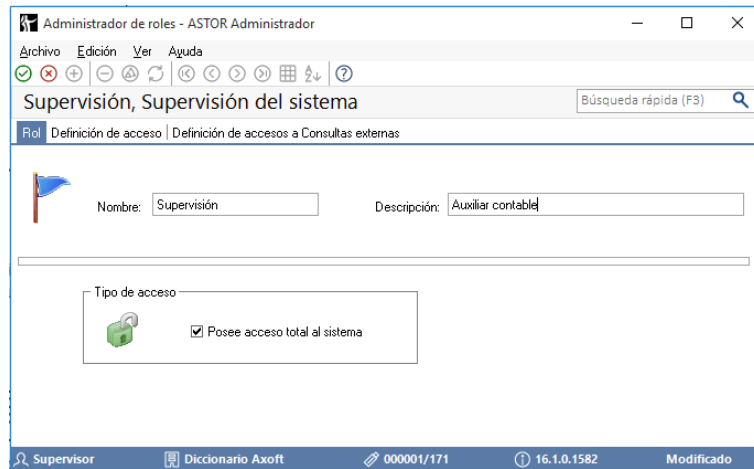 Administrador de roles - ASTOR Administrador
Archivo Edición Ver Ayuda
Supervisión, Supervisión del sistema
Búsqueda rápida (F3)
Rol Definición de acceso Definición de accesos a Consultas externas
Nombre: Supervisión Descripción: Auxiliar contable
Tipo de acceso
Posee acceso total al sistema
Supervisor Diccionario Axoft 000001/171 16.1.0.1582 Modificado